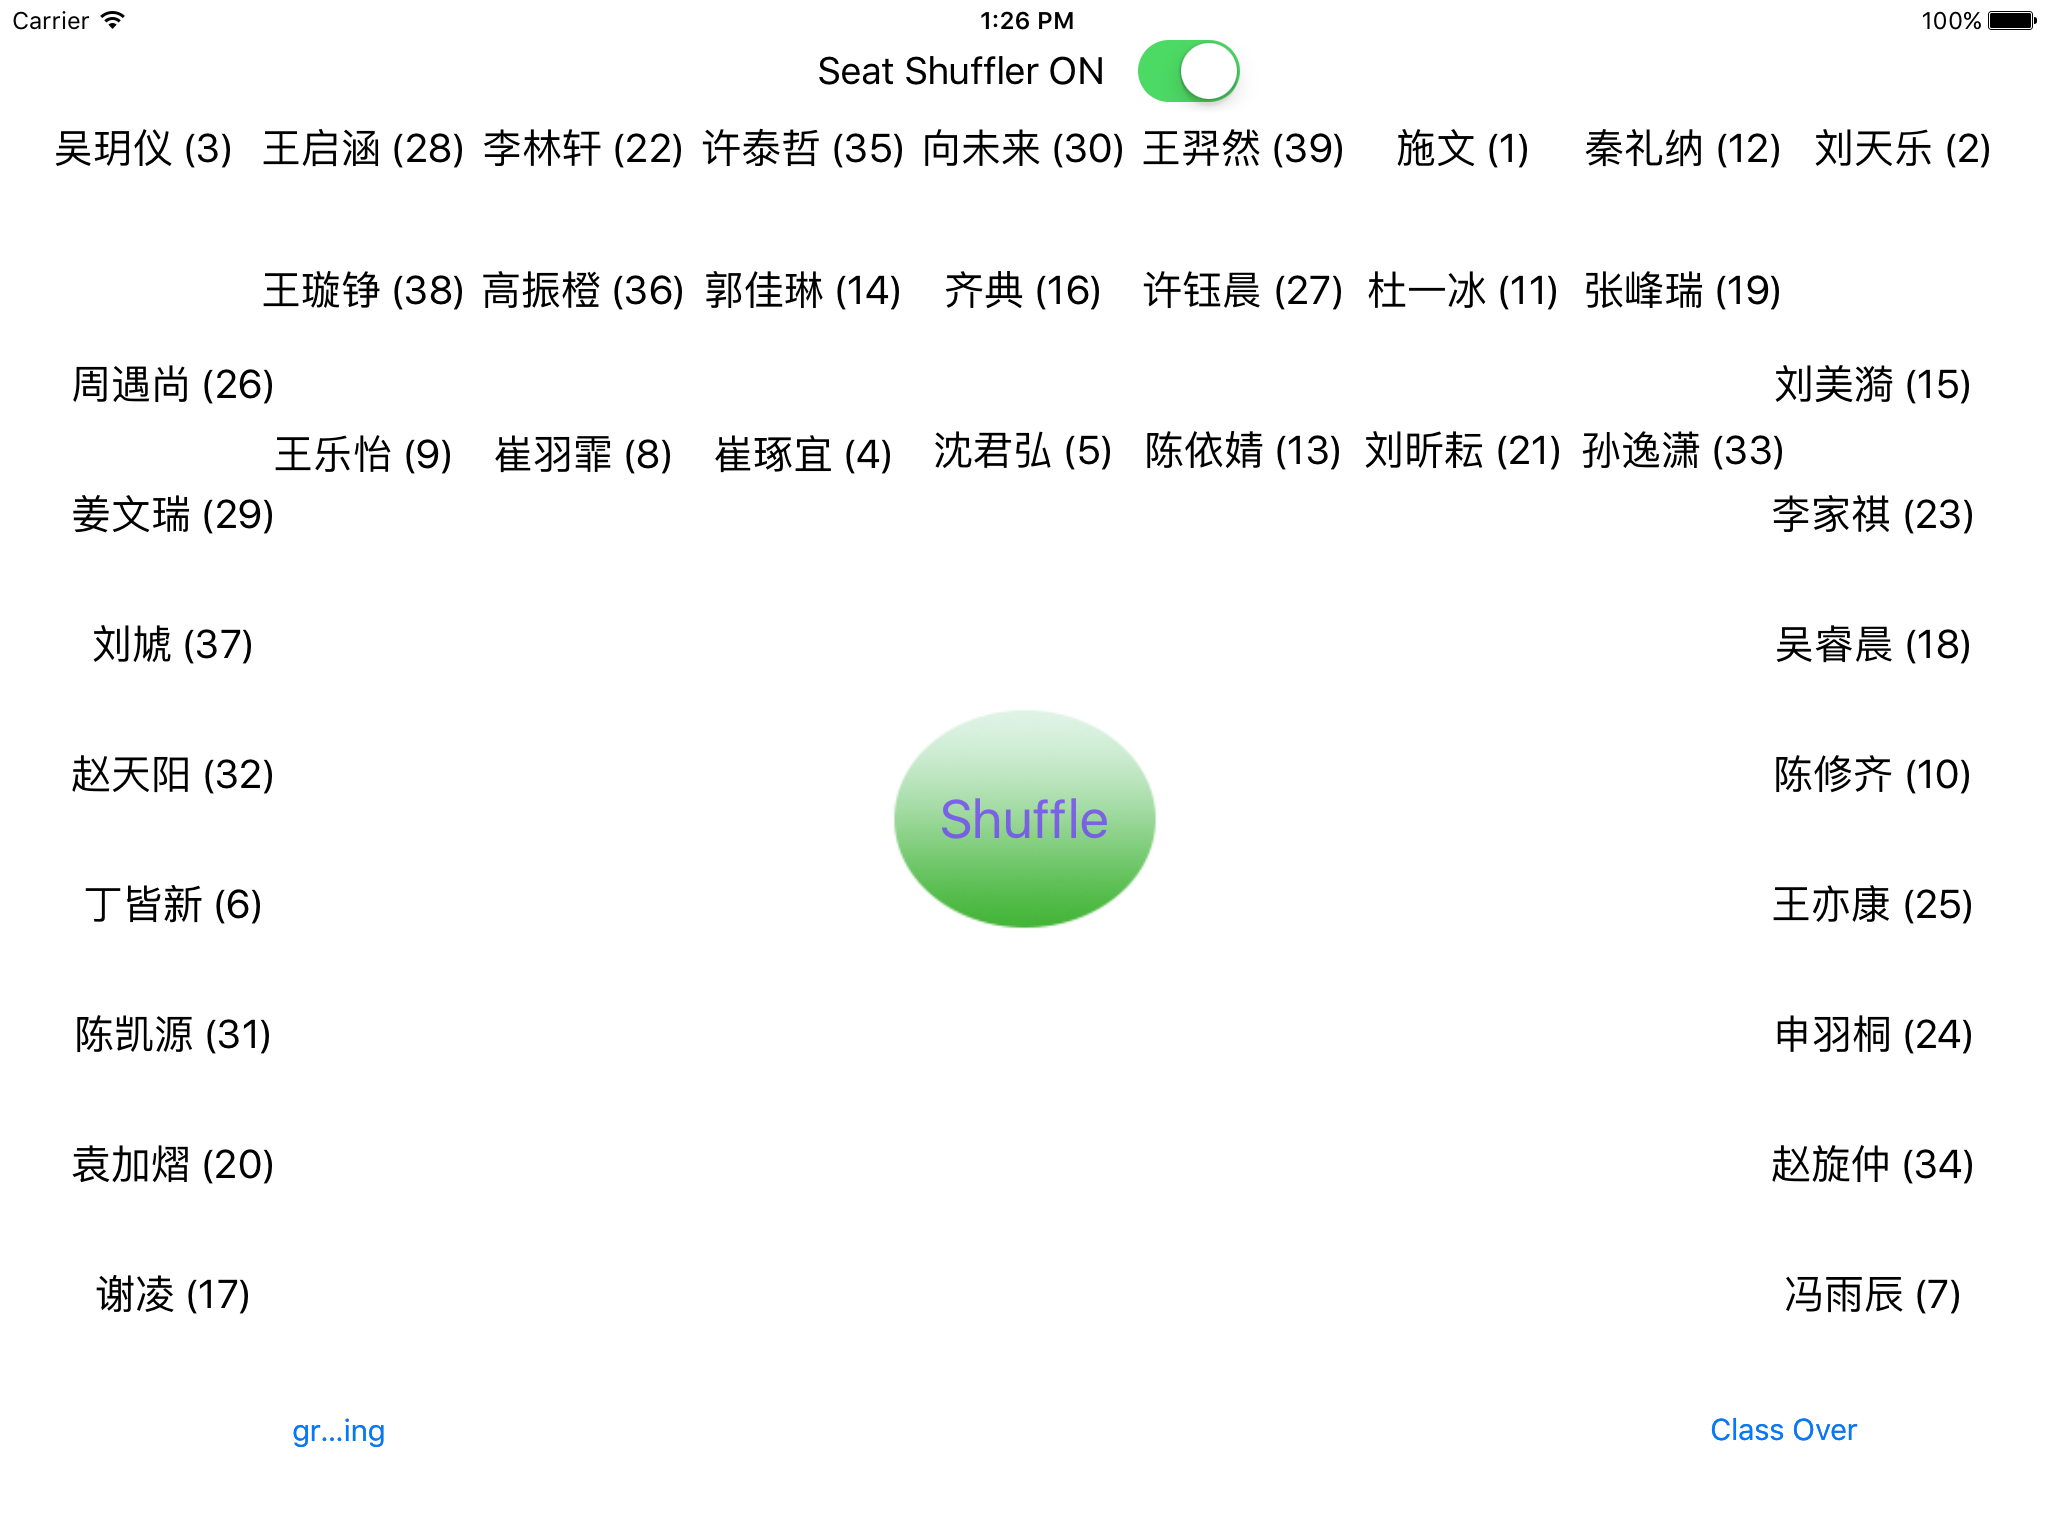 Carrier 1:26 PM 100%
Seat Shuffler ON
吴玥仪 (3) 王启涵 (28) 李林轩 (22) 许泰哲 (35) 向未来 (30) 王羿然 (39) 施文 (1) 秦礼纳 (12) 刘天乐 (2)
王璇铮 (38) 高振橙 (36) 郭佳琳 (14) 齐典 (16) 许钰晨 (27) 杜一冰 (11) 张峰瑞 (19)
周遇尚 (26) 刘美漪 (15)
王乐怡 (9) 崔羽霏 (8) 崔琢宜 (4) 沈君弘 (5) 陈依婧 (13) 刘昕耘 (21) 孙逸潇 (33)
姜文瑞 (29) 李家祺 (23)
刘虓 (37) 吴睿晨 (18)
赵天阳 (32) 陈修齐 (10)
Shuffle
丁皆新 (6) 王亦康 (25)
陈凯源 (31) 申羽桐 (24)
袁加熠 (20) 赵旋仲 (34)
谢凌 (17) 冯雨辰 (7)
gr...ing Class Over